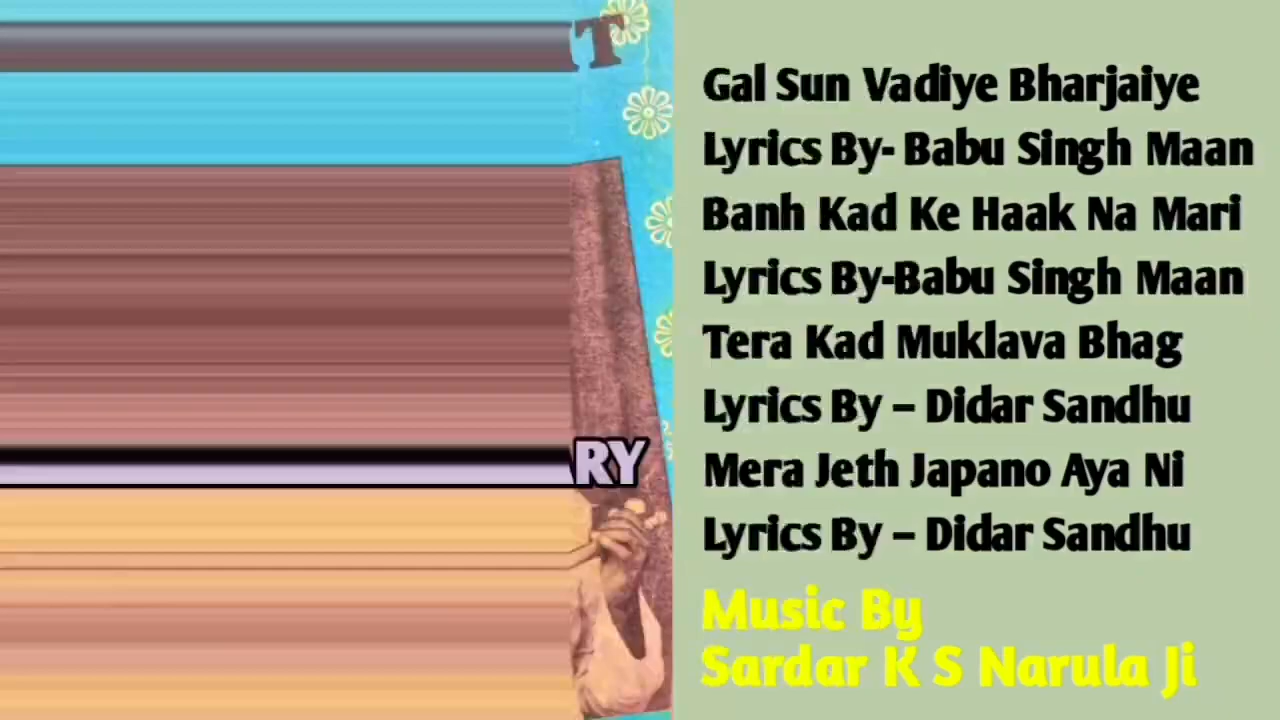 T
RY
Gal Sun Vadiye Bharjaiye
Lyrics By- Babu Singh Maan
Banh Kad Ke Haak Na Mari
Lyrics By-Babu Singh Maan
Tera Kad Muklava Bhag
Lyrics By – Didar Sandhu
Mera Jeth Japano Aya Ni
Lyrics By – Didar Sandhu
Music By
Sardar K S Narula Ji